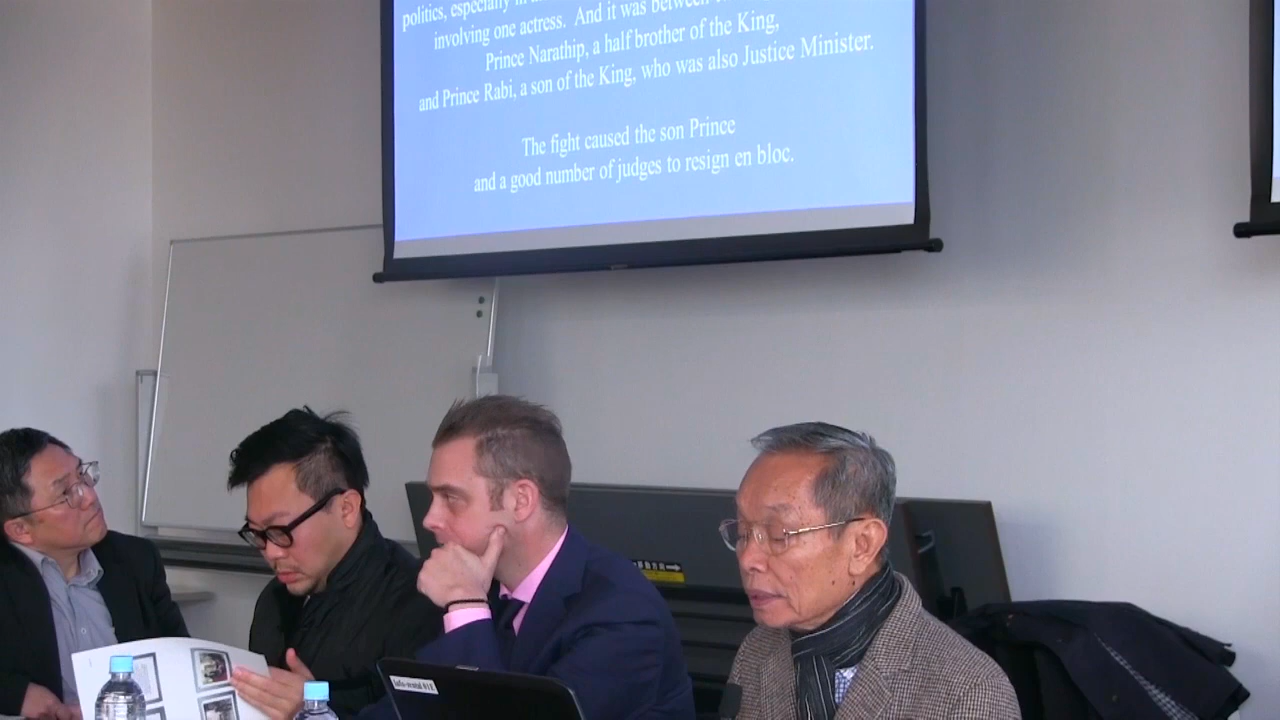 politics, especially in
involving one actress. And it was between
Prince Narathip, a half brother of the King,
and Prince Rabi, a son of the King, who was also Justice Minister.
The fight caused the son Prince
and a good number of judges to resign en bloc.